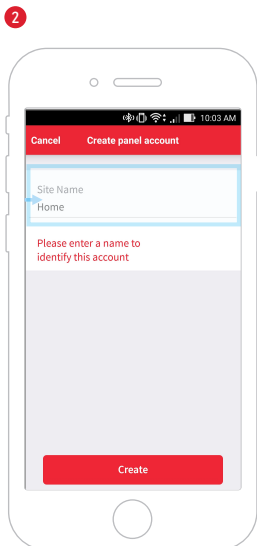 2
10:03 AM
Cancel Create panel account
Site Name
Home
Please enter a name to
identify this account
Create